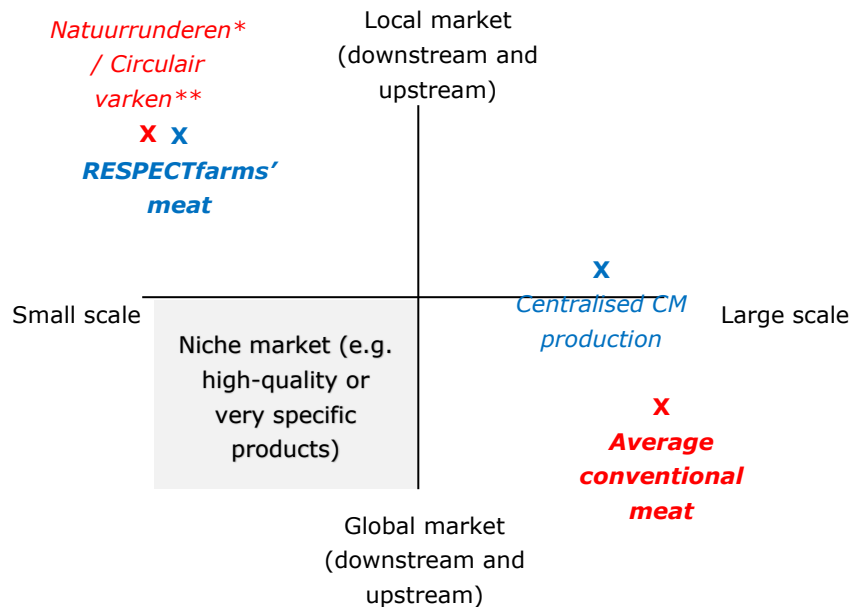 Natuurrunderen*
/ Circulair
varken**
X X
RESPECTfarms’
meat
Local market
(downstream and
upstream)
X
Centralised CM
production
Small scale
Large scale
Niche market (e.g.
high-quality or
very specific
products)
X
Average
conventional
meat
Global market
(downstream and
upstream)